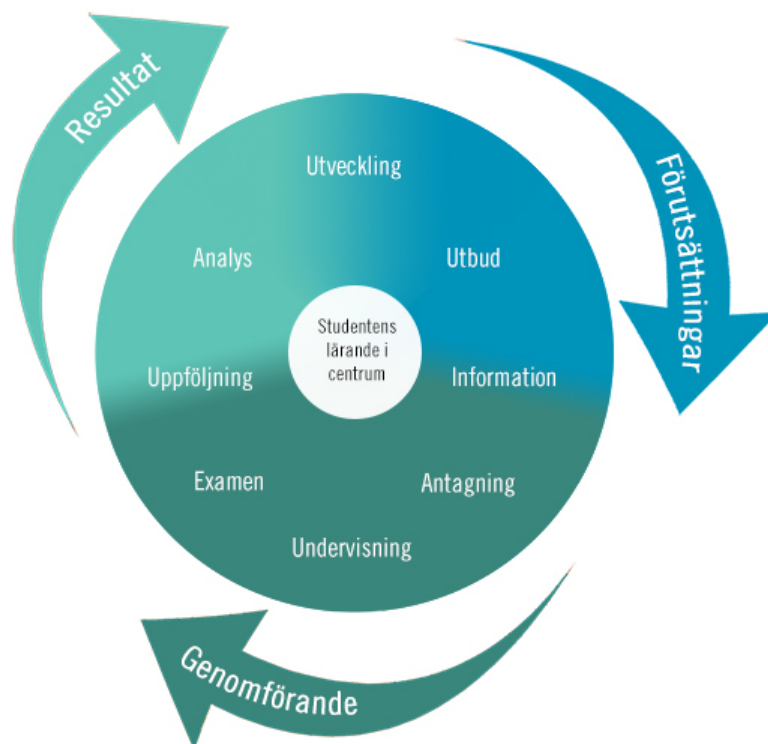 Resultat
Förutsättningar
Utveckling
Analys
Utbud
Studentens
lärande i
centrum
Uppföljning
Information
Examen
Antagning
Undervisning
Genomförande